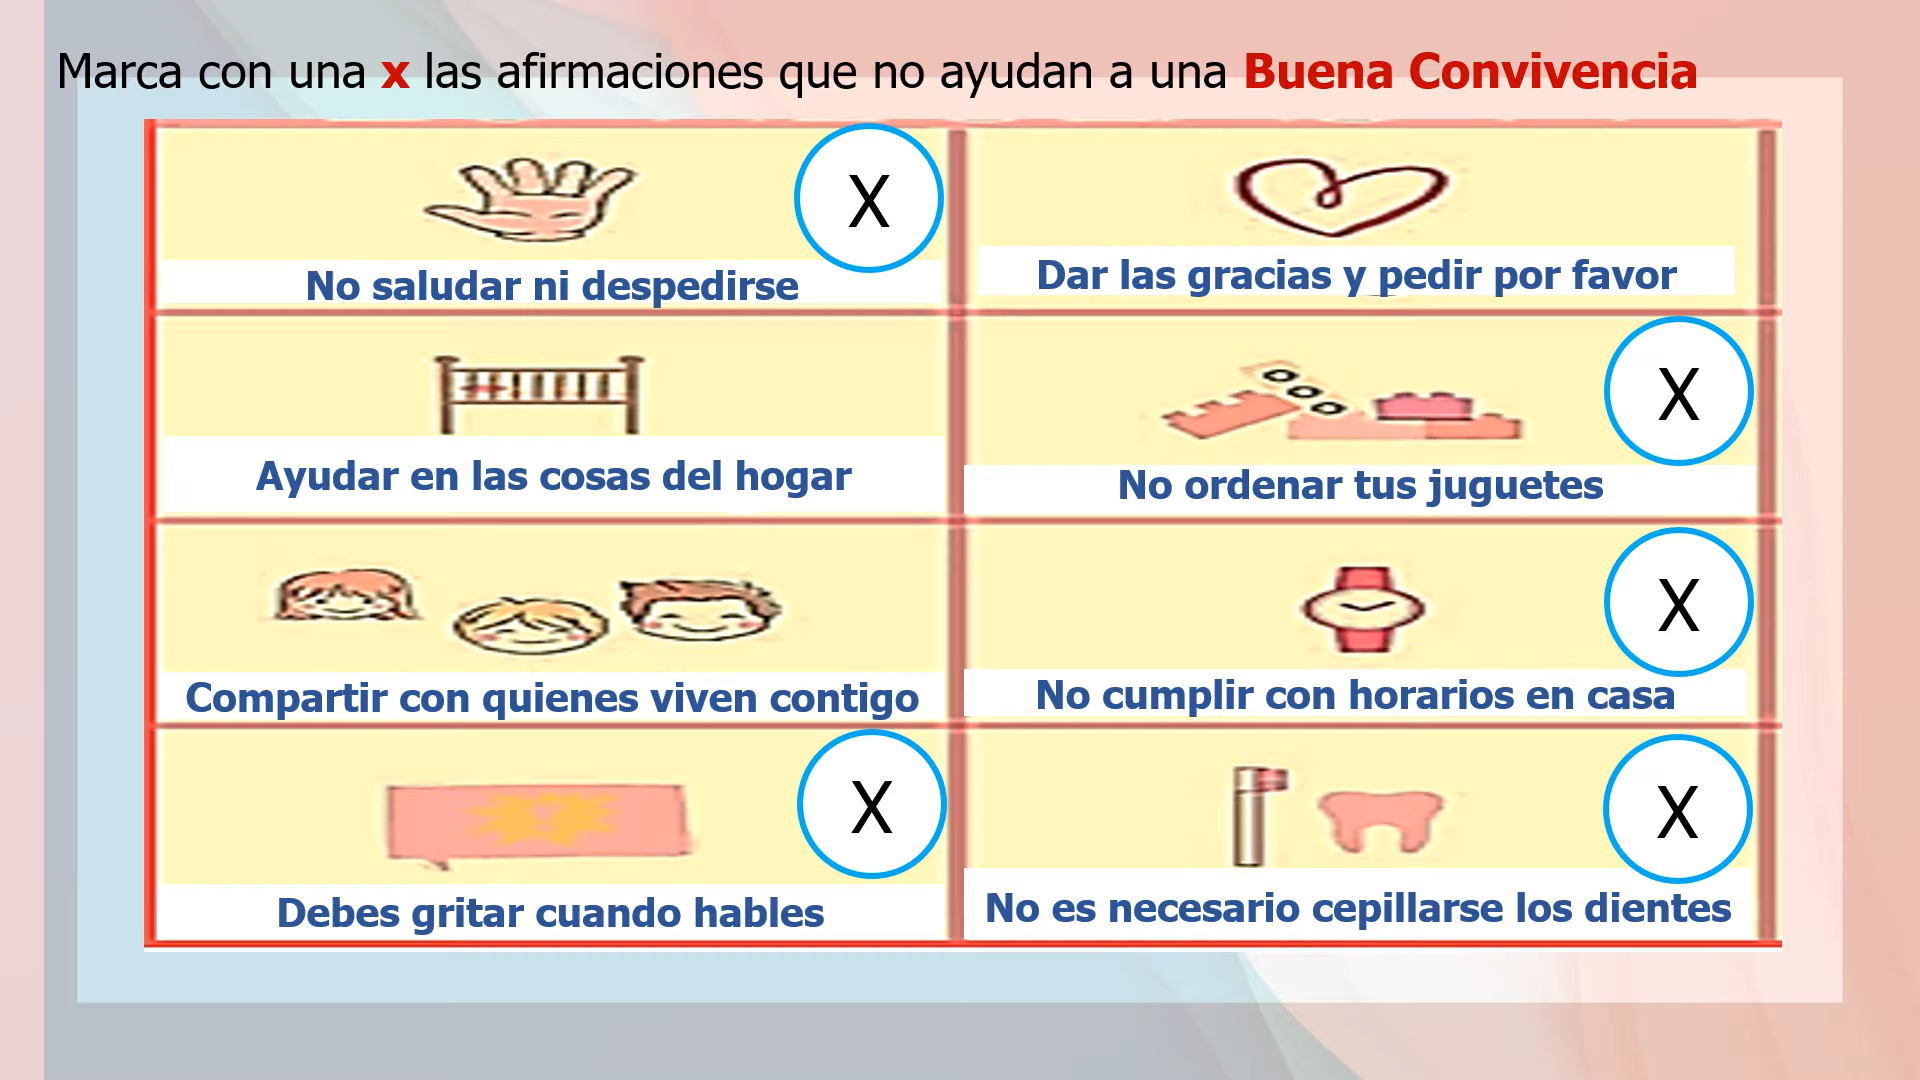 Marca con una x las afirmaciones que no ayudan a una Buena Convivencia
X
No saludar ni despedirse
Dar las gracias y pedir por favor
Ayudar en las cosas del hogar
X
No ordenar tus juguetes
Compartir con quienes viven contigo
X
No cumplir con horarios en casa
X
Debes gritar cuando hables
X
No es necesario cepillarse los dientes